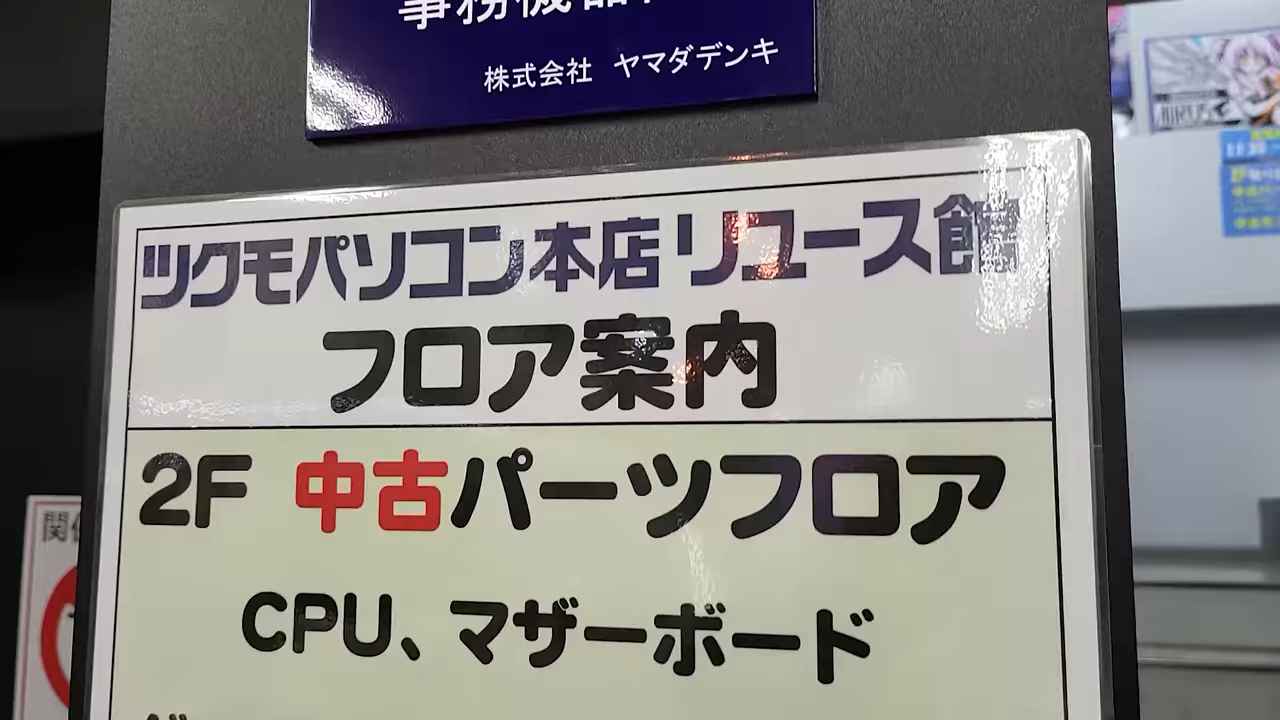 事務機器
株式会社 ヤマダデンキ
ツクモパソコン本店リユース館
フロア案内
2F 中古パーツフロア
CPU、マザーボード
関係